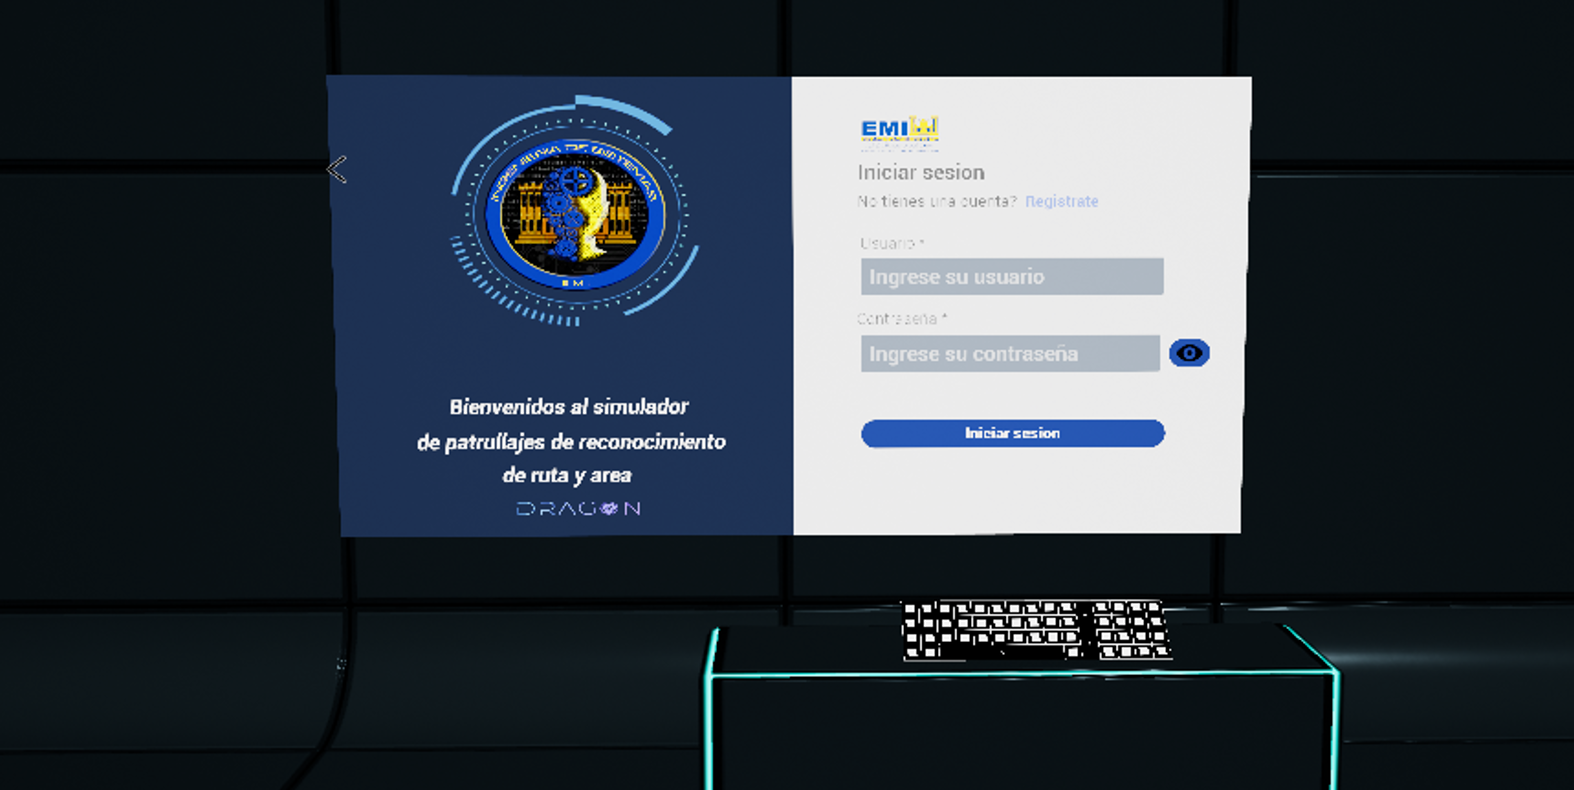 EMI
Bienvenidos al simulador
de patrullajes de reconocimiento
de ruta y area
DRAGON
EMI
Iniciar sesion
No tienes una cuenta? Registrate
Usuario *
Ingrese su usuario
Contraseña *
Ingrese su contraseña
Iniciar sesion